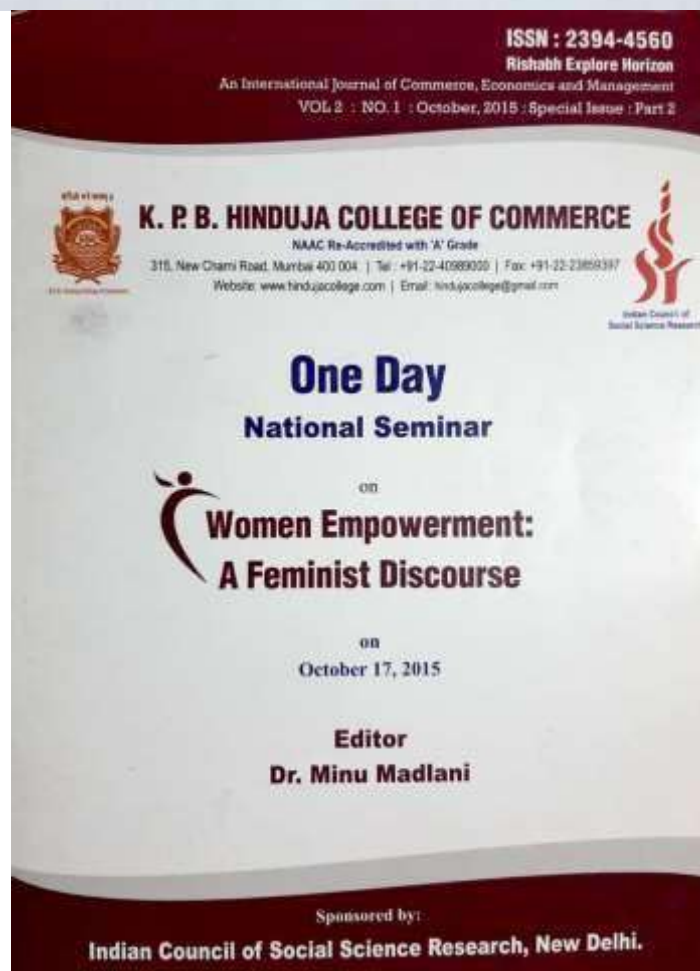 ISSN : 2394-4560
Rishabh Explore Horizon
An International Journal of Commerce, Economics and Management
VOL 2 : NO. 1 : October, 2015 : Special Issue : Part 2
K. P. B. HINDUJA COLLEGE OF COMMERCE
NAAC Re-Accredited with 'A' Grade
315, New Charni Road, Mumbai 400 004. | Tel : +91-22-40989000 | Fax: +91-22-23859397
Website: www.hindujacollege.com | Email: hindujacollege@gmail.com
Indian Council of
Social Science Research
One Day
National Seminar
on
Women Empowerment:
A Feminist Discourse
on
October 17, 2015
Editor
Dr. Minu Madlani
Sponsored by:
Indian Council of Social Science Research, New Delhi.